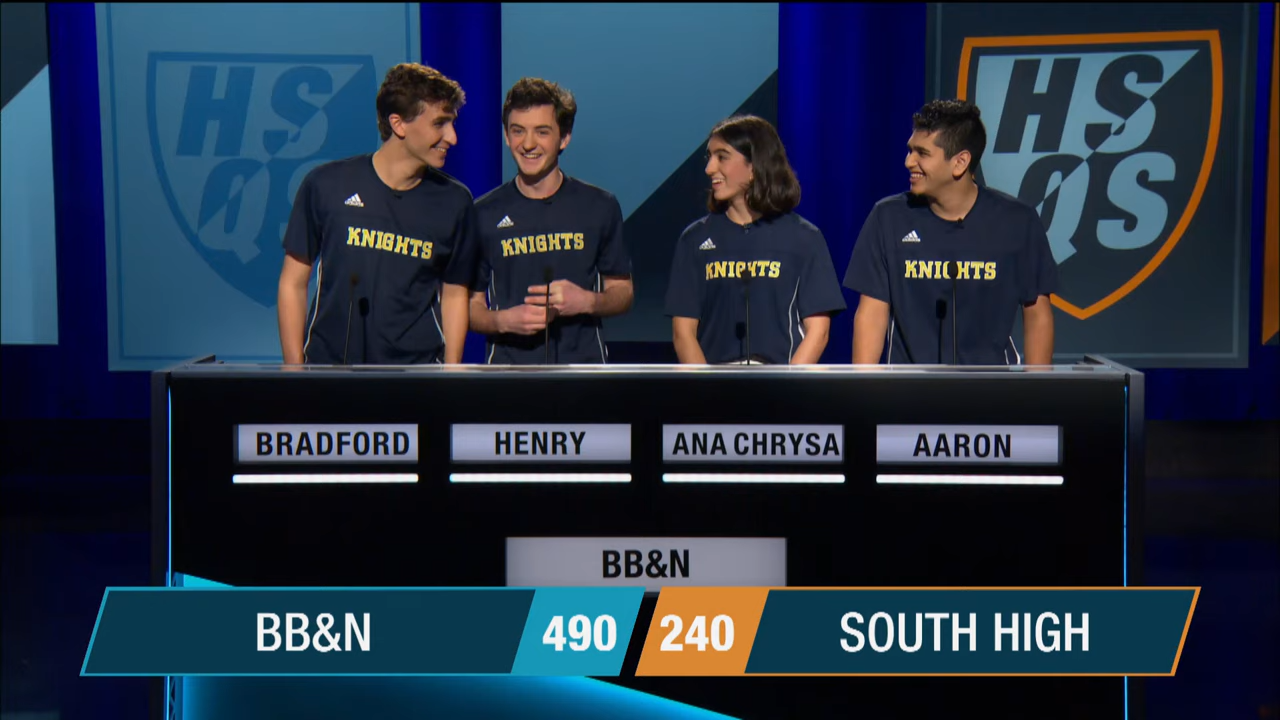 HS
QS
HS
QS
KNIGHTS
KNIGHTS
KNIGHTS
KNIGHTS
BRADFORD
HENRY
ANA CHRYSA
AARON
BB&N
BB&N 490 240 SOUTH HIGH